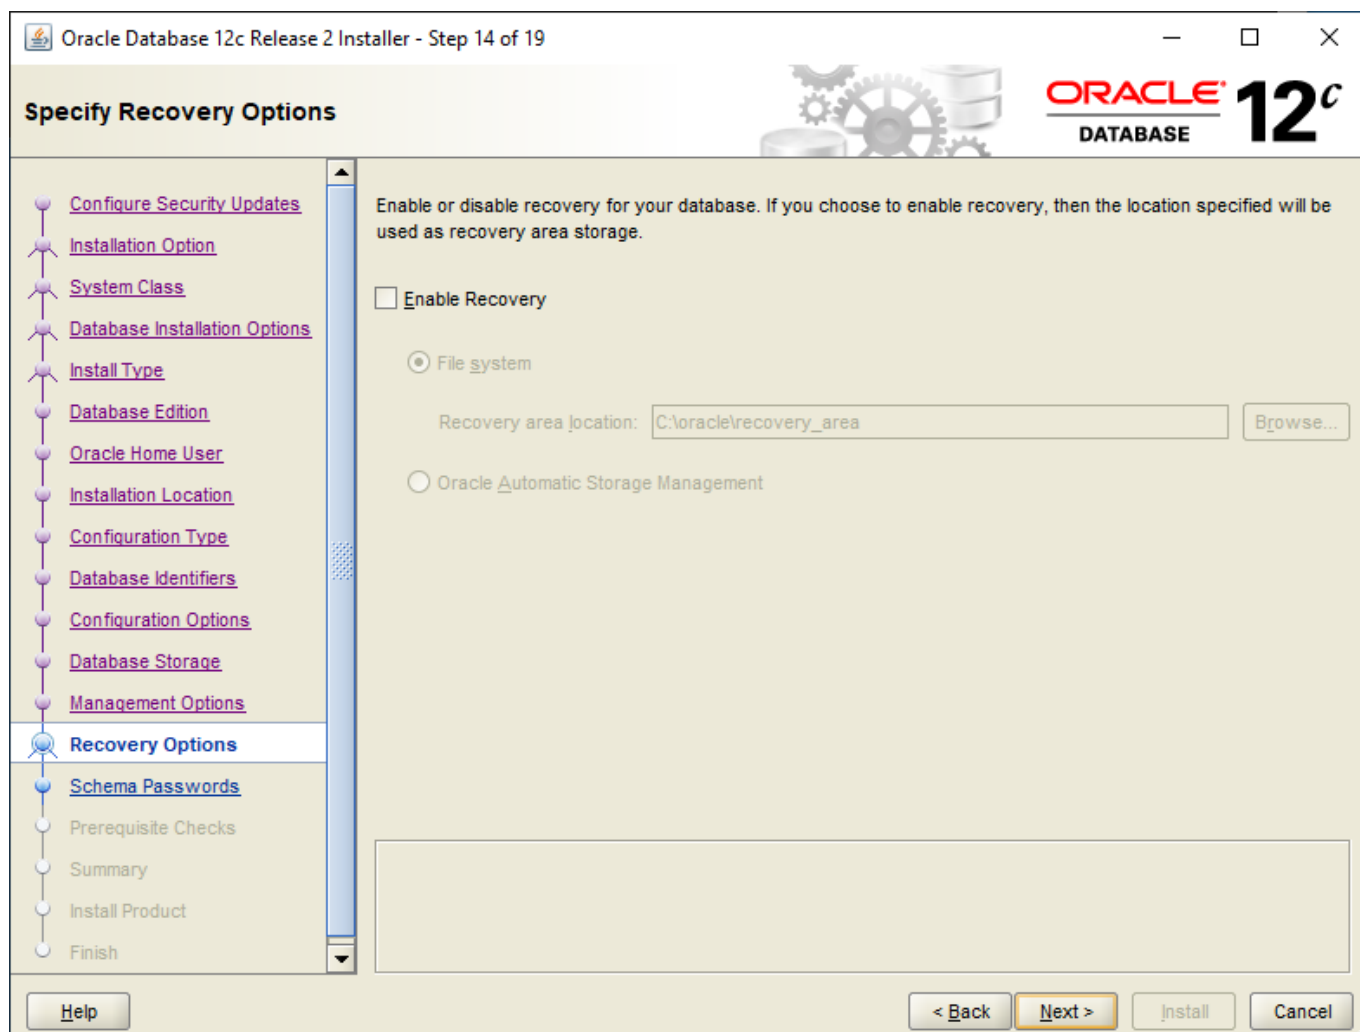 Oracle Database 12c Release 2 Installer - Step 14 of 19
Specify Recovery Options
ORACLE
DATABASE
12c
Configure Security Updates
Installation Option
System Class
Database Installation Options
Install Type
Database Edition
Oracle Home User
Installation Location
Configuration Type
Database Identifiers
Configuration Options
Database Storage
Management Options
Recovery Options
Schema Passwords
Prerequisite Checks
Summary
Install Product
Finish
Enable or disable recovery for your database. If you choose to enable recovery, then the location specified will be
used as recovery area storage.
Enable Recovery
File system
Recovery area location: C:\oracle\recovery_area Browse...
Oracle Automatic Storage Management
Help < Back Next > Install Cancel